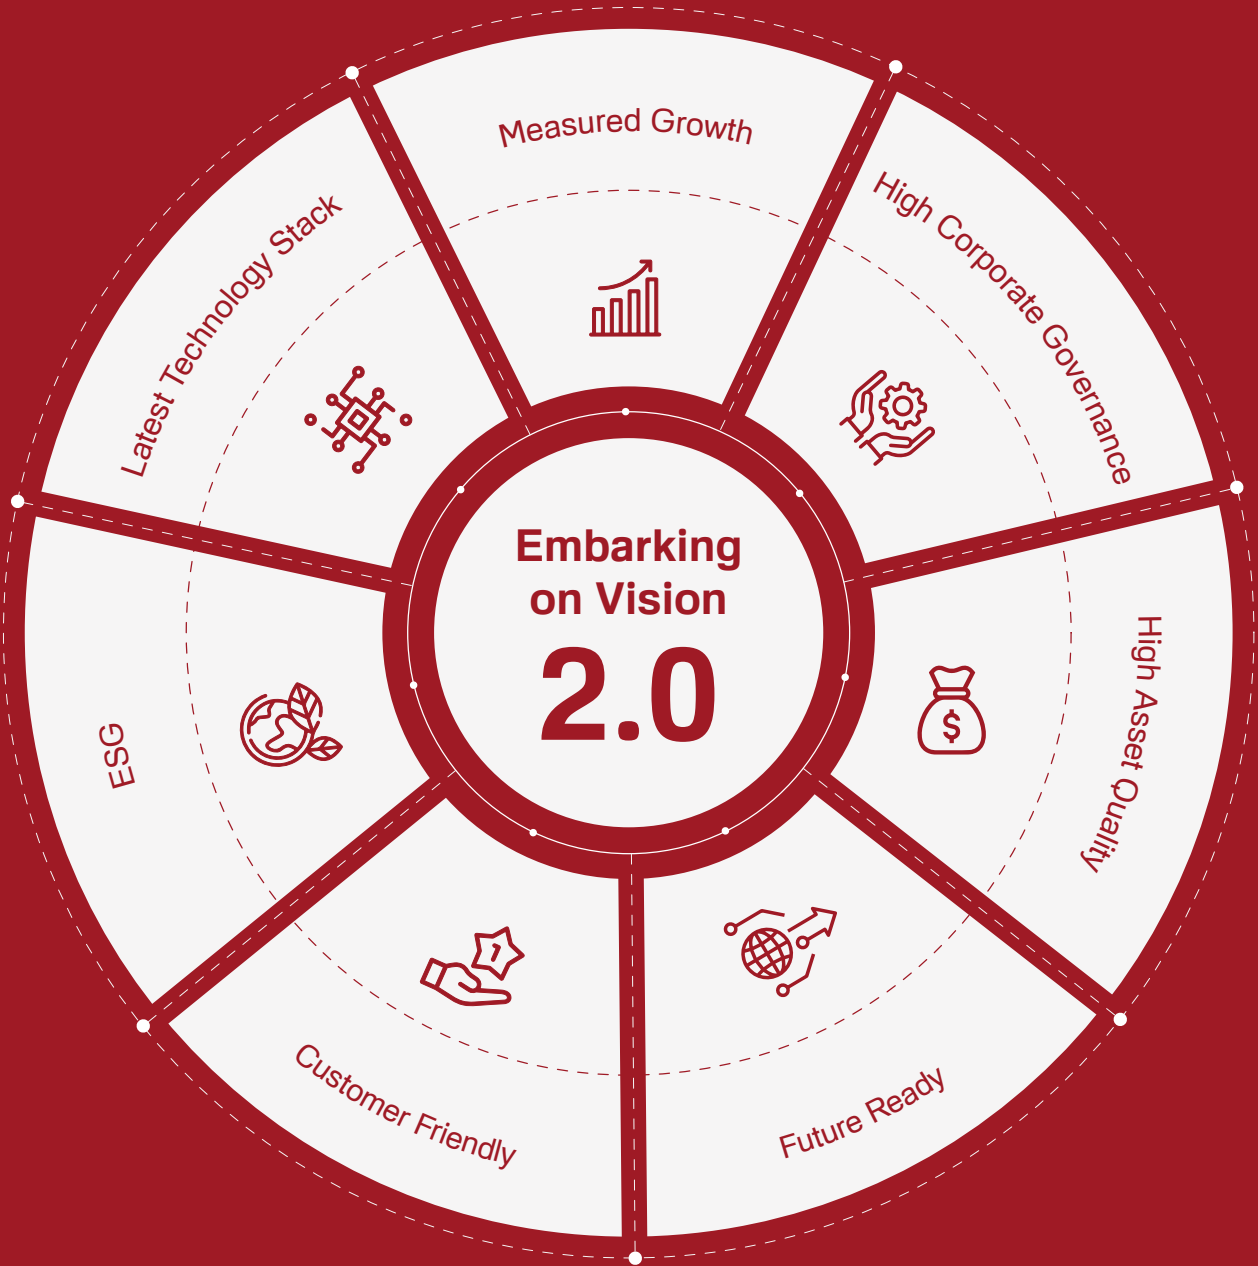 Embarking
on Vision
2.0
Measured Growth
High Corporate Governance
High Asset Quality
Future Ready
Customer Friendly
ESG
Latest Technology Stack
$
1